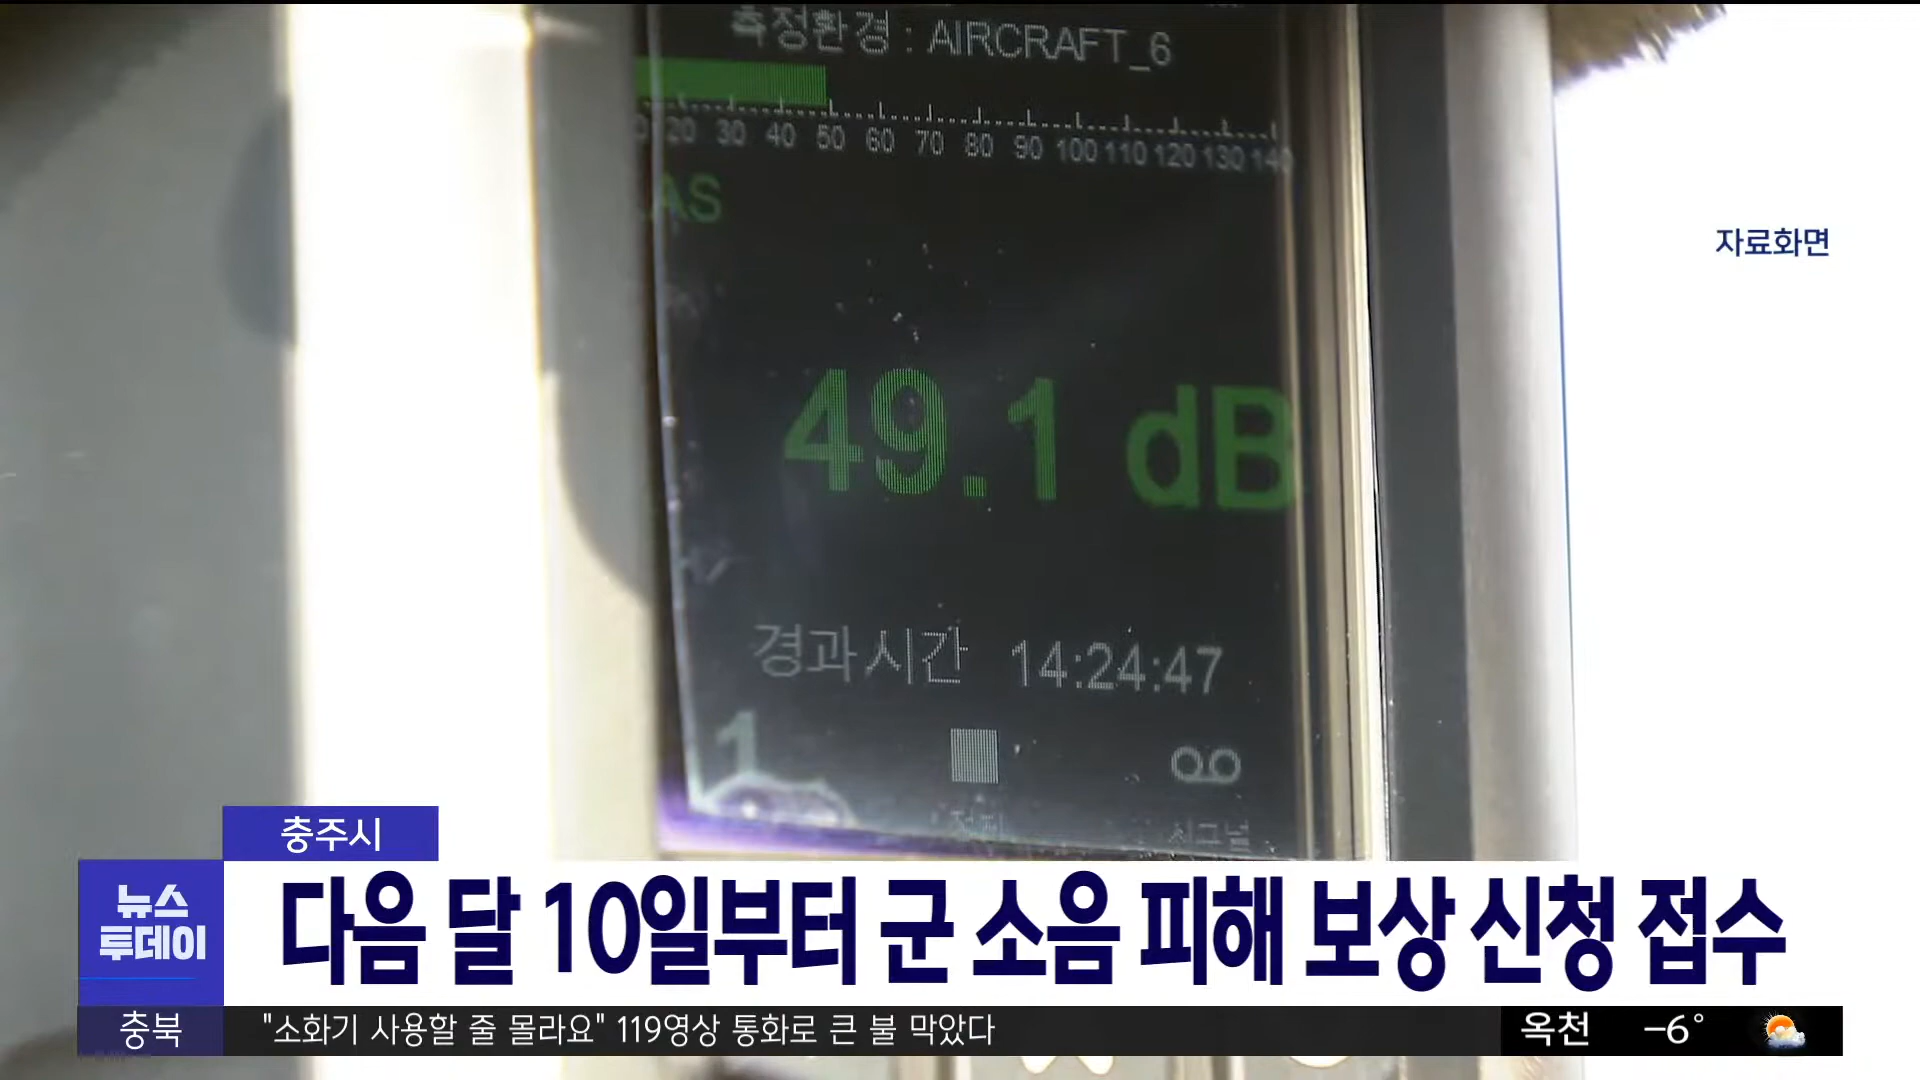 측정환경 : AIRCRAFT_6
20 30 40 50 60 70 80 90 100 110 120 130 140
AS
자료화면
49.1 dB
경과시간 14:24:47
1
충주시
뉴스
투데이
다음 달 10일부터 군 소음 피해 보상 신청 접수
충북 "소화기 사용할 줄 몰라요" 119영상 통화로 큰 불 막았다 옥천 -6°